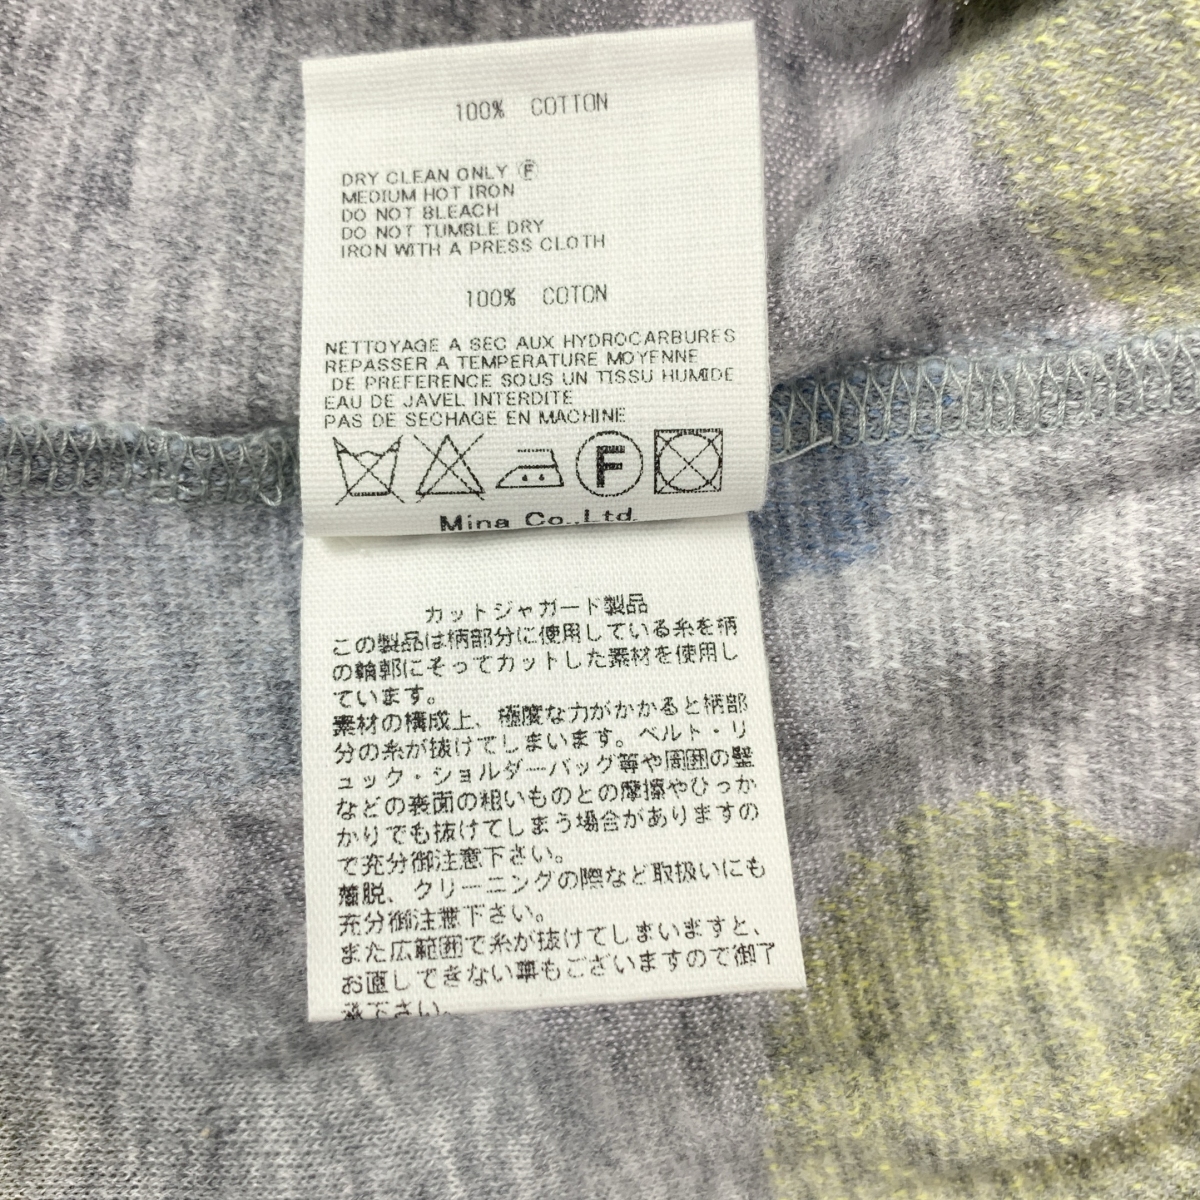 100% COTTON
DRY CLEAN ONLY Ⓕ
MEDIUM HOT IRON
DO NOT BLEACH
DO NOT TUMBLE DRY
IRON WITH A PRESS CLOTH
100% COTON
NETTOYAGE A SEC AUX HYDROCARBURES
REPASSER A TEMPERATURE MOYENNE
DE PREFERENCE SOUS UN TISSU HUMIDE
EAU DE JAVEL INTERDITE
PAS DE SECHAGE EN MACHINE
F
Mina Co.,Ltd.
カットジャガード製品
この製品は柄部分に使用している糸を柄
の輪郭にそってカットした素材を使用し
ています。
素材の構成上、極度な力がかかると柄部
分の糸が抜けてしまいます。ベルト・リ
ュック・ショルダーバッグ等や周囲の壁
などの表面の粗いものとの摩擦やひっか
かりでも抜けてしまう場合がありますの
で充分御注意下さい。
着脱、クリーニングの際など取扱いにも
充分御注意下さい。
また広範囲で糸が抜けてしまいますと、
お直しできない事もございますので御了
承下さい。